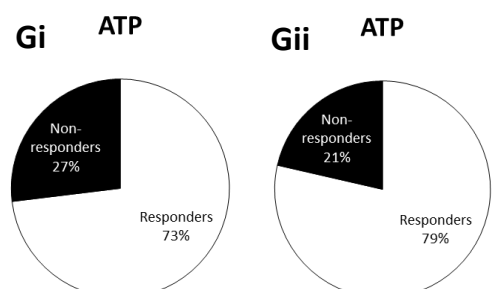 Gi
ATP
Non-
responders
27%
Responders
73%
Gii
ATP
Non-
responders
21%
Responders
79%